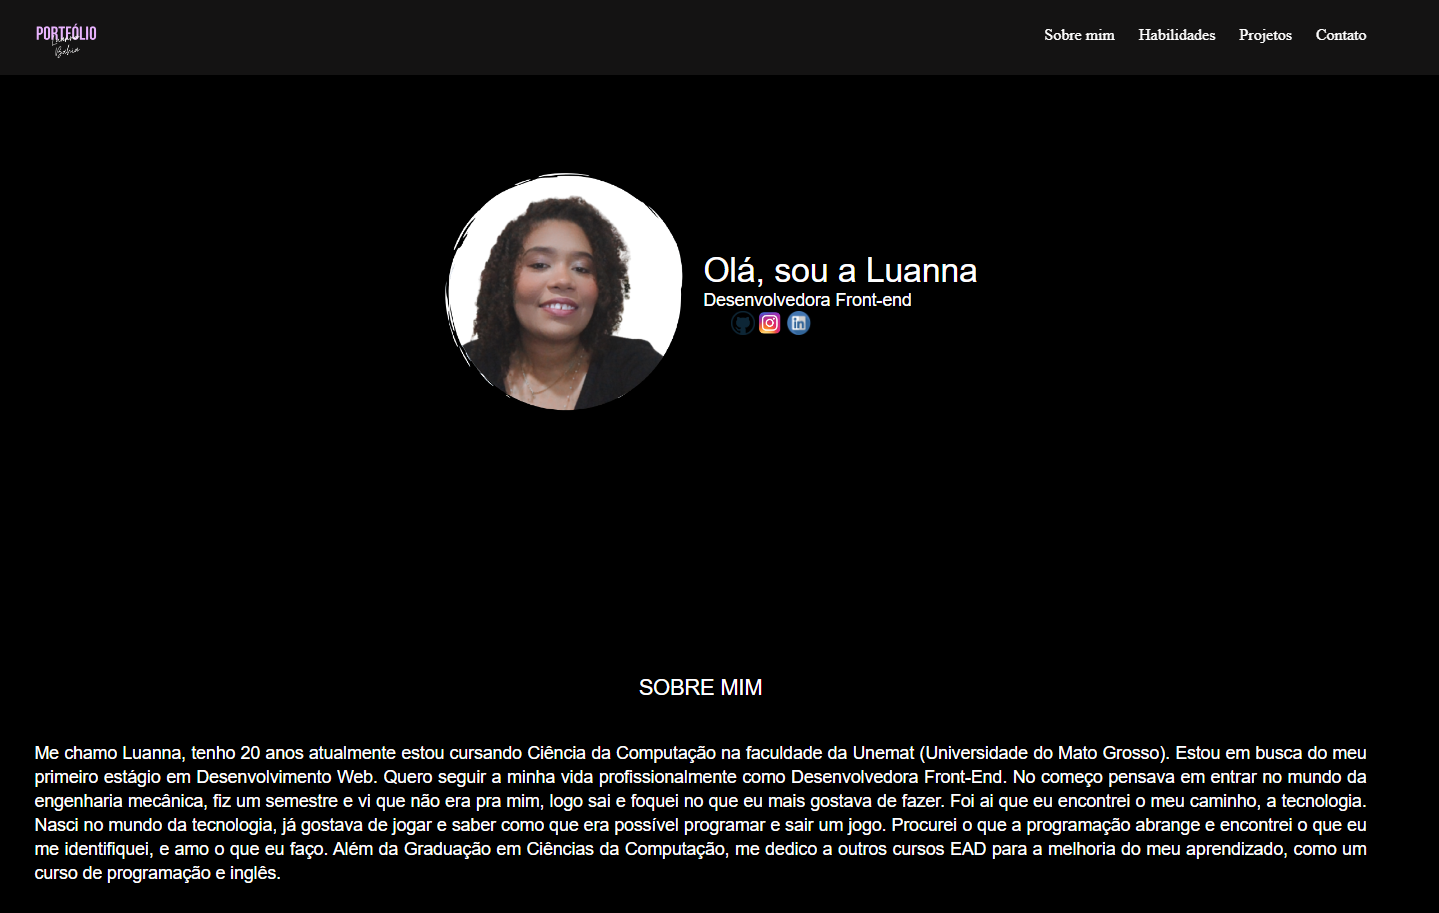 PORTFÓLIO
Luanna
Bahia
Sobre mim Habilidades Projetos Contato
Olá, sou a Luanna
Desenvolvedora Front-end
in
SOBRE MIM
Me chamo Luanna, tenho 20 anos atualmente estou cursando Ciência da Computação na faculdade da Unemat (Universidade do Mato Grosso). Estou em busca do meu
primeiro estágio em Desenvolvimento Web. Quero seguir a minha vida profissionalmente como Desenvolvedora Front-End. No começo pensava em entrar no mundo da
engenharia mecânica, fiz um semestre e vi que não era pra mim, logo sai e foquei no que eu mais gostava de fazer. Foi ai que eu encontrei o meu caminho, a tecnologia.
Nasci no mundo da tecnologia, já gostava de jogar e saber como que era possível programar e sair um jogo. Procurei o que a programação abrange e encontrei o que eu
me identifiquei, e amo o que eu faço. Além da Graduação em Ciências da Computação, me dedico a outros cursos EAD para a melhoria do meu aprendizado, como um
curso de programação e inglês.